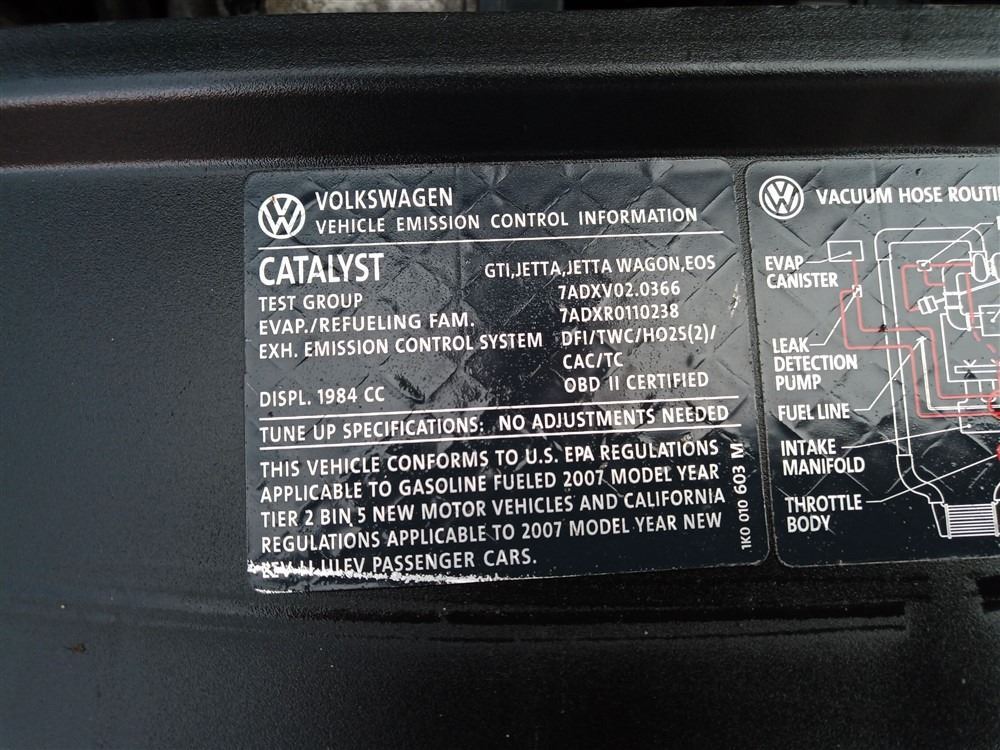 VOLKSWAGEN
VEHICLE EMISSION CONTROL INFORMATION
CATALYST GTI,JETTA,JETTA WAGON,EOS
TEST GROUP 7ADXV02.0366
EVAP./REFUELING FAM. 7ADXR0110238
EXH. EMISSION CONTROL SYSTEM DFI/TWC/HO2S(2)/
CAC/TC
DISPL. 1984 CC OBD II CERTIFIED
TUNE UP SPECIFICATIONS: NO ADJUSTMENTS NEEDED
THIS VEHICLE CONFORMS TO U.S. EPA REGULATIONS
APPLICABLE TO GASOLINE FUELED 2007 MODEL YEAR
TIER 2 BIN 5 NEW MOTOR VEHICLES AND CALIFORNIA
REGULATIONS APPLICABLE TO 2007 MODEL YEAR NEW
ULEV PASSENGER CARS.
1K0 010 603 M
VACUUM HOSE
EVAP
CANISTER
LEAK
DETECTION
PUMP
FUEL LINE
INTAKE
MANIFOLD
THROTTLE
BODY